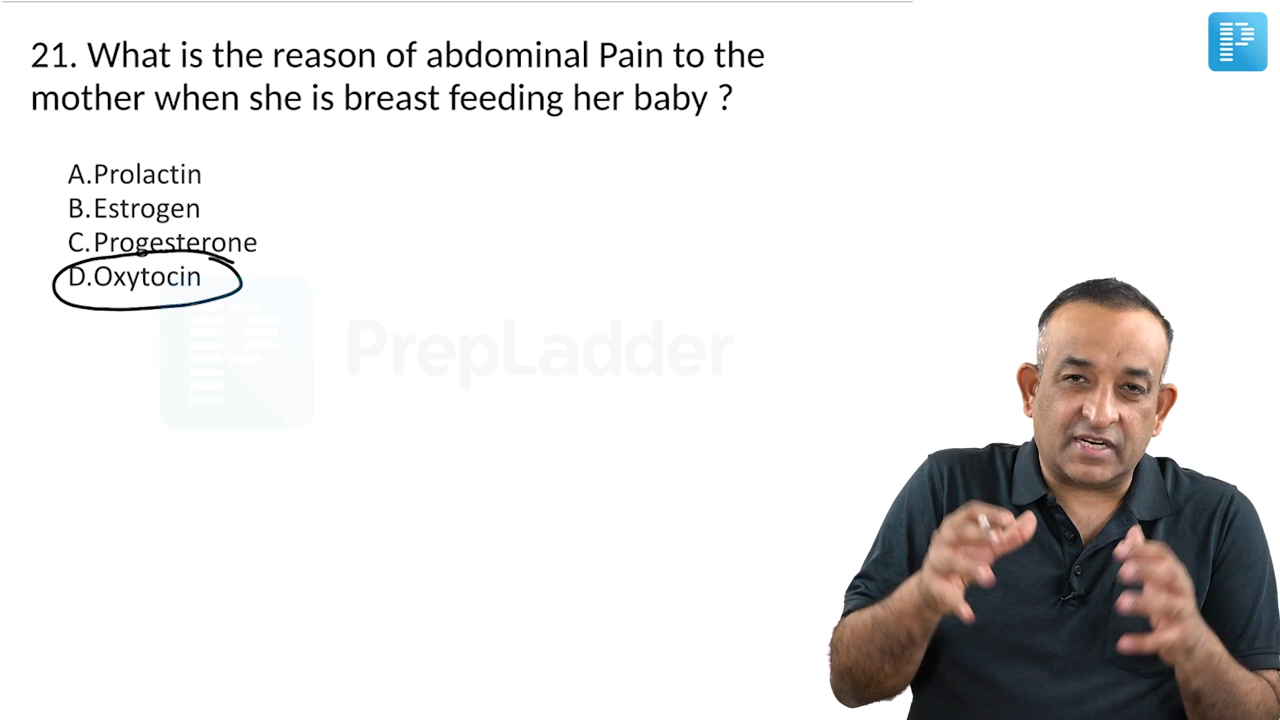 21. What is the reason of abdominal Pain to the
mother when she is breast feeding her baby ?
A.Prolactin
B.Estrogen
C.Progesterone
D.Oxytocin
PrepLadder